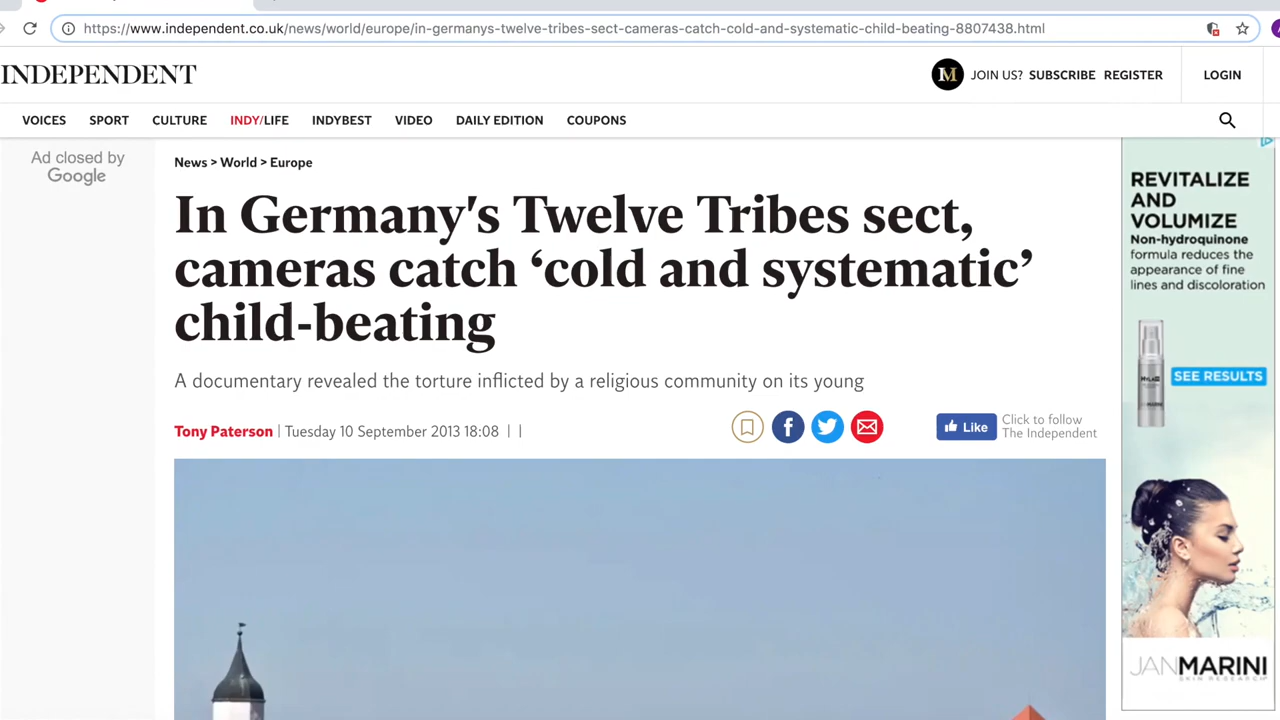 https://www.independent.co.uk/news/world/europe/in-germanys-twelve-tribes-sect-cameras-catch-cold-and-systematic-child-beating-8807438.html
INDEPENDENT
JOIN US? SUBSCRIBE REGISTER
LOGIN
VOICES SPORT CULTURE INDY/LIFE INDYBEST VIDEO DAILY EDITION COUPONS
Ad closed by
Google
News > World > Europe
In Germany's Twelve Tribes sect,
cameras catch ‘cold and systematic’
child-beating
A documentary revealed the torture inflicted by a religious community on its young
Tony Paterson | Tuesday 10 September 2013 18:08 | |
Like
Click to follow
The Independent
REVITALIZE
AND
VOLUMIZE
Non-hydroquinone
formula reduces the
appearance of fine
lines and discoloration
SEE RESULTS
JANMARINI
SKIN RESEARCH